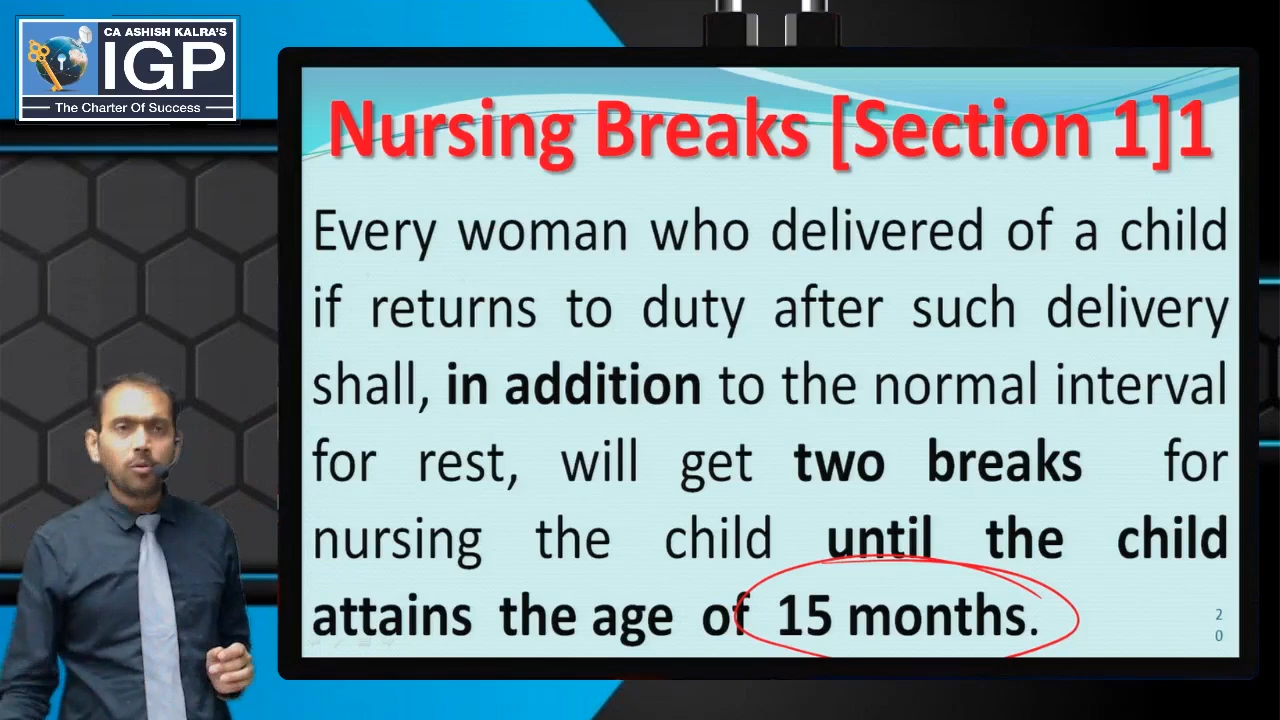 CA ASHISH KALRA'S
IGP
The Charter Of Success
Nursing Breaks [Section 1]1
Every woman who delivered of a child
if returns to duty after such delivery
shall, in addition to the normal interval
for rest, will get two breaks for
nursing the child until the child
attains the age of 15 months.
2
0